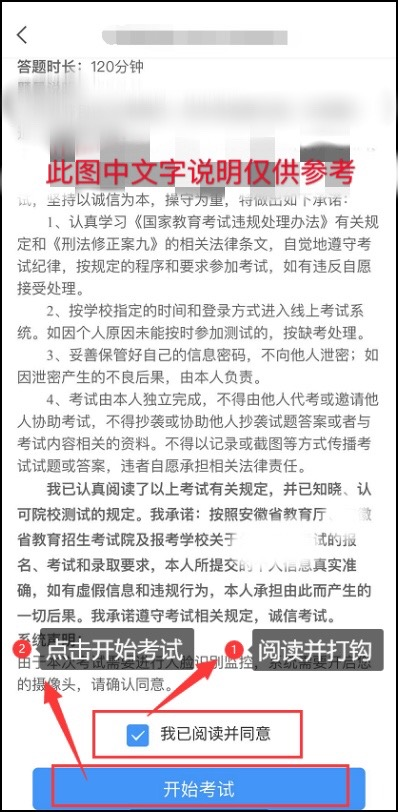 答题时长：120分钟
此图中文字说明仅供参考
试，坚持以诚信为本，操守为重，特做出如下承诺：
1、认真学习《国家教育考试违规处理办法》有关规
定和《刑法修正案九》的相关法律条文，自觉地遵守考
试纪律，按规定的程序和要求参加考试，如有违反自愿
接受处理。
2、按学校指定的时间和登录方式进入线上考试系
统。如因个人原因未能按时参加测试的，按缺考处理。
3、妥善保管好自己的信息密码，不向他人泄密；如
因泄密产生的不良后果，由本人负责。
4、考试由本人独立完成，不得由他人代考或邀请他
人协助考试，不得抄袭或协助他人抄袭试题答案或者与
考试内容相关的资料。不得以记录或截图等方式传播考
试试题或答案，违者自愿承担相关法律责任。
我已认真阅读了以上考试有关规定，并已知晓、认
可院校测试的规定。我承诺：按照安徽省教育厅、
省教育招生考试院及报考学校关于 试的报
名、考试和录取要求，本人所提交的个人信息真实准
确，如有虚假信息和违规行为，本人承担由此而产生的
一切后果。我承诺遵守考试相关规定，诚信考试。
系统声明：
2 点击开始考试 1 阅读并打钩
由于本次考试需要进行人脸识别监控，系统需要开启您
的摄像头，请确认同意。
我已阅读并同意
开始考试